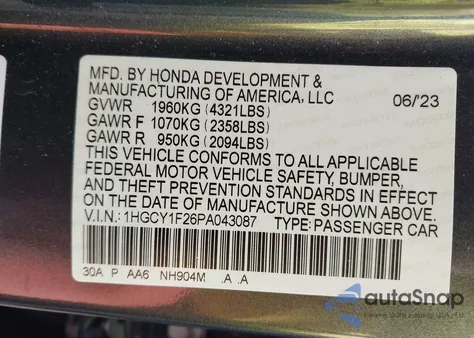 MFD. BY HONDA DEVELOPMENT &
MANUFACTURING OF AMERICA, LLC 06/23
GVWR 1960KG (4321LBS)
GAWR F 1070KG (2358LBS)
GAWR R 950KG (2094LBS)
THIS VEHICLE CONFORMS TO ALL APPLICABLE
FEDERAL MOTOR VEHICLE SAFETY, BUMPER,
AND THEFT PREVENTION STANDARDS IN EFFECT
ON THE DATE OF MANUFACTURE SHOWN ABOVE.
V.I.N.: 1HGCY1F26PA043087 TYPE: PASSENGER CAR
30A P AA6 NH904M .A .A
autoSnap